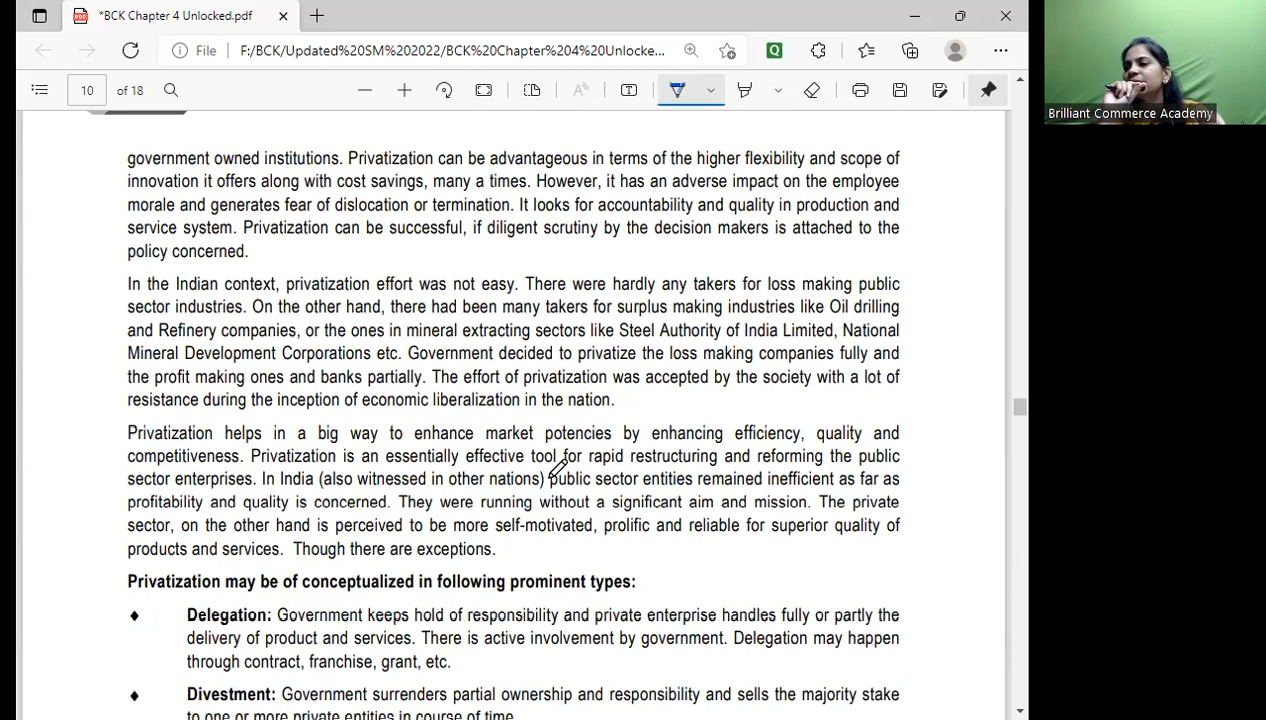 *BCK Chapter 4 Unlocked.pdf
File F:/BCK/Updated%20SM%202022/BCK%20Chapter%204%20Unlocke...
10 of 18
Brilliant Commerce Academy
government owned institutions. Privatization can be advantageous in terms of the higher flexibility and scope of
innovation it offers along with cost savings, many a times. However, it has an adverse impact on the employee
morale and generates fear of dislocation or termination. It looks for accountability and quality in production and
service system. Privatization can be successful, if diligent scrutiny by the decision makers is attached to the
policy concerned.
In the Indian context, privatization effort was not easy. There were hardly any takers for loss making public
sector industries. On the other hand, there had been many takers for surplus making industries like Oil drilling
and Refinery companies, or the ones in mineral extracting sectors like Steel Authority of India Limited, National
Mineral Development Corporations etc. Government decided to privatize the loss making companies fully and
the profit making ones and banks partially. The effort of privatization was accepted by the society with a lot of
resistance during the inception of economic liberalization in the nation.
Privatization helps in a big way to enhance market potencies by enhancing efficiency, quality and
competitiveness. Privatization is an essentially effective tool for rapid restructuring and reforming the public
sector enterprises. In India (also witnessed in other nations) public sector entities remained inefficient as far as
profitability and quality is concerned. They were running without a significant aim and mission. The private
sector, on the other hand is perceived to be more self-motivated, prolific and reliable for superior quality of
products and services. Though there are exceptions.
Privatization may be of conceptualized in following prominent types:
♦ Delegation: Government keeps hold of responsibility and private enterprise handles fully or partly the
delivery of product and services. There is active involvement by government. Delegation may happen
through contract, franchise, grant, etc.
♦ Divestment: Government surrenders partial ownership and responsibility and sells the majority stake
to one or more private entities in course of time.